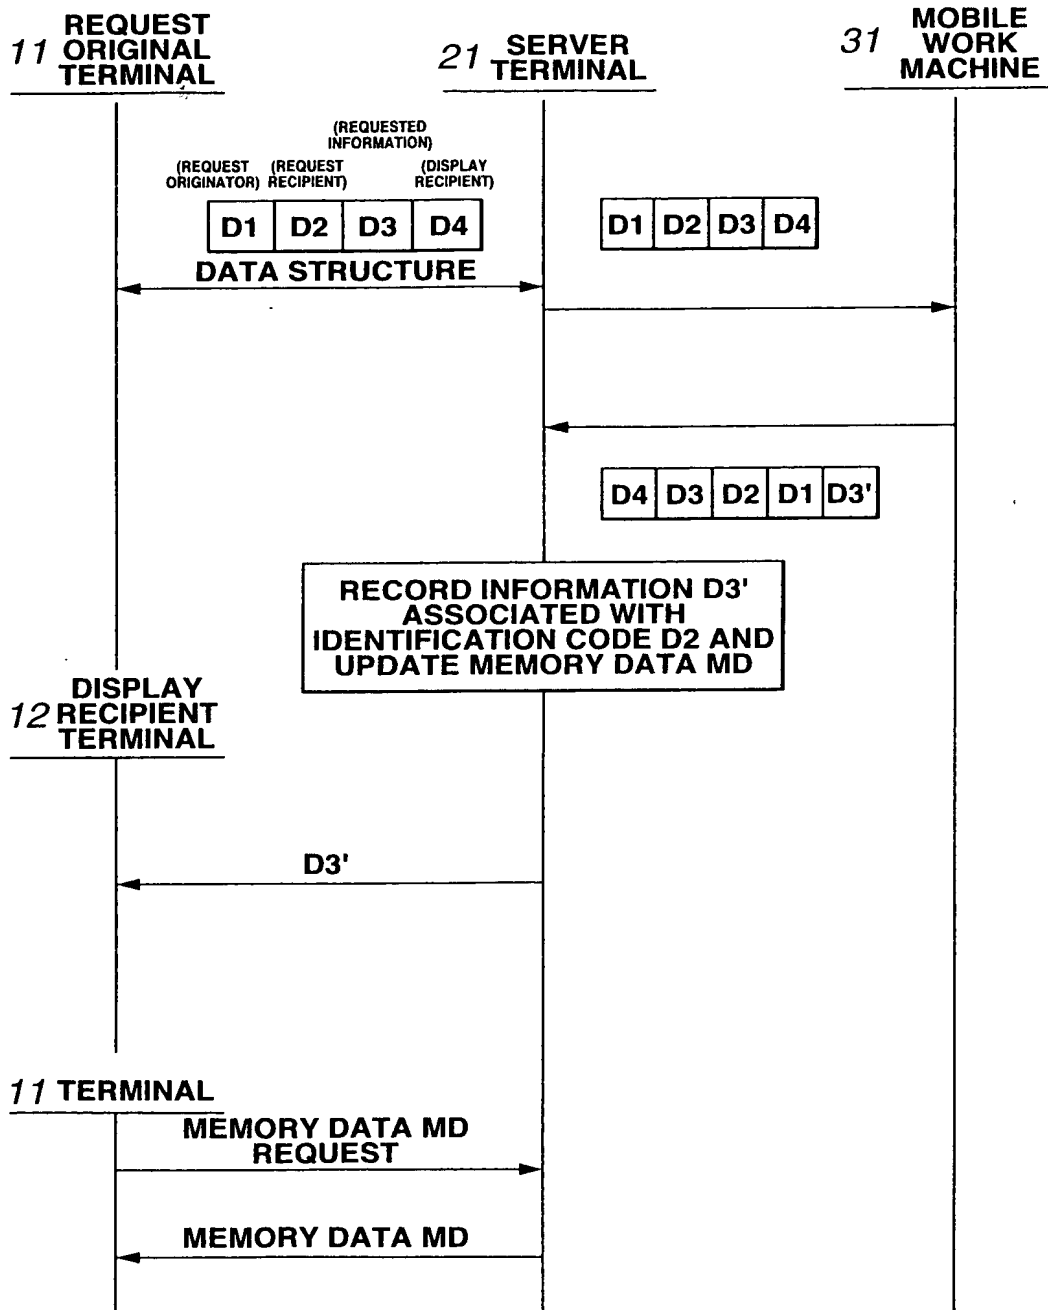 11 REQUEST
ORIGINAL
TERMINAL
21 SERVER
TERMINAL
31 MOBILE
WORK
MACHINE
(REQUEST
ORIGINATOR)
(REQUEST
RECIPIENT)
(REQUESTED
INFORMATION)
(DISPLAY
RECIPIENT)
D1 D2 D3 D4
DATA STRUCTURE
D1 D2 D3 D4
D4 D3 D2 D1 D3'
RECORD INFORMATION D3'
ASSOCIATED WITH
IDENTIFICATION CODE D2 AND
UPDATE MEMORY DATA MD
12 DISPLAY
RECIPIENT
TERMINAL
D3'
11 TERMINAL
MEMORY DATA MD
REQUEST
MEMORY DATA MD